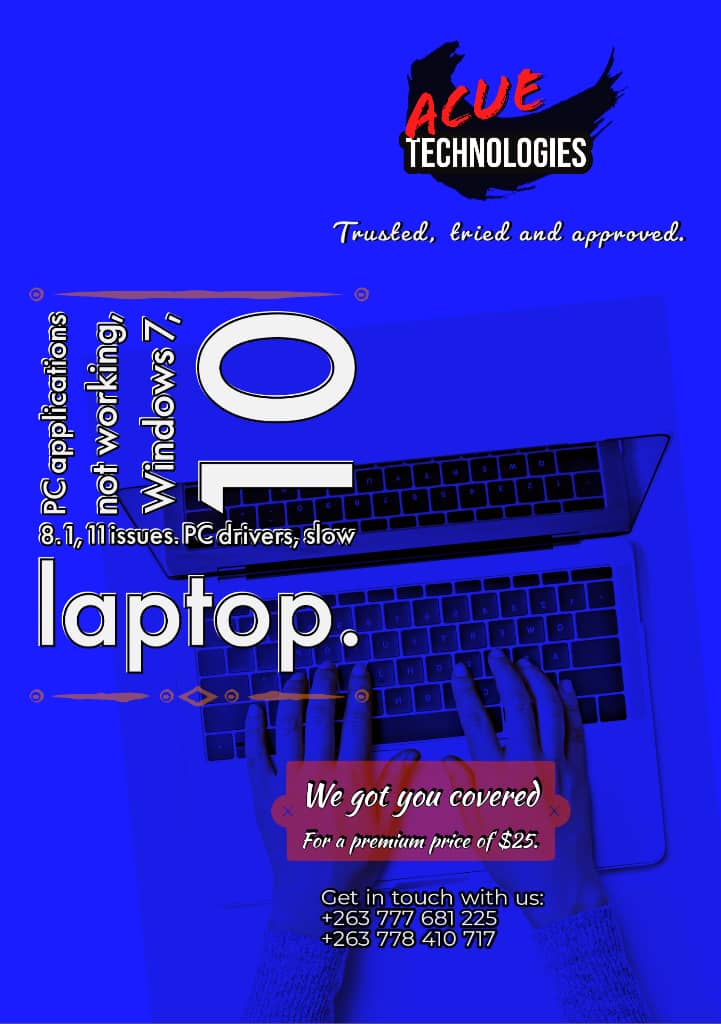 ACUE
TECHNOLOGIES
Trusted, tried and approved.
PC applications
not working,
Windows 7,
10
8.1, 11 issues. PC drivers, slow
laptop.
We got you covered
For a premium price of $25.
Get in touch with us:
+263 777 681 225
+263 778 410 717